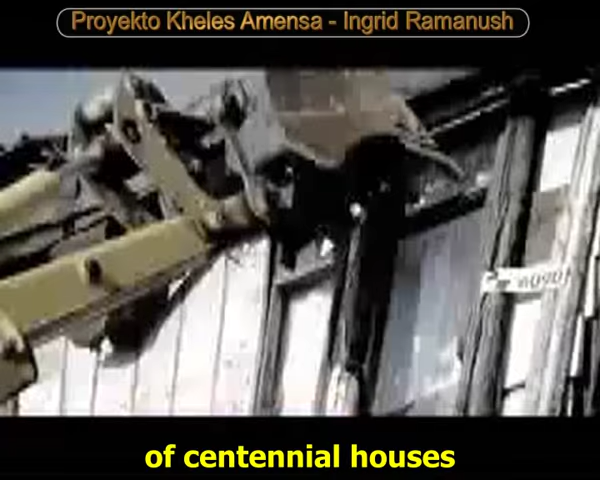 Proyekto Kheles Amensa - Ingrid Ramanush
of centennial houses